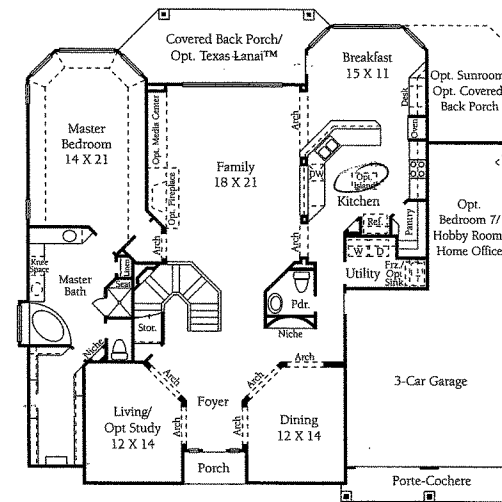 Covered Back Porch/
Opt. Texas Lanai™
Breakfast
15 X 11
Opt. Sunroom
Opt. Covered
Back Porch
Desk
Oven
Master
Bedroom
14 X 21
Opt. Media Center
Opt. Fireplace
Family
18 X 21
Arch
DW
Opt.
Island
Kitchen
Pantry
Ref.
Opt.
Bedroom 7/
Hobby Room
Home Office
Arch
Arch
W D
Utility
Frz./
Opt.
Sink
Knee
Space
Master
Bath
Linen
Seat
Stor.
Pdr.
Niche
Niche
Arch
Arch
Foyer
3-Car Garage
Living/
Opt Study
12 X 14
Arch
Arch
Dining
12 X 14
Porch
Porte-Cochere